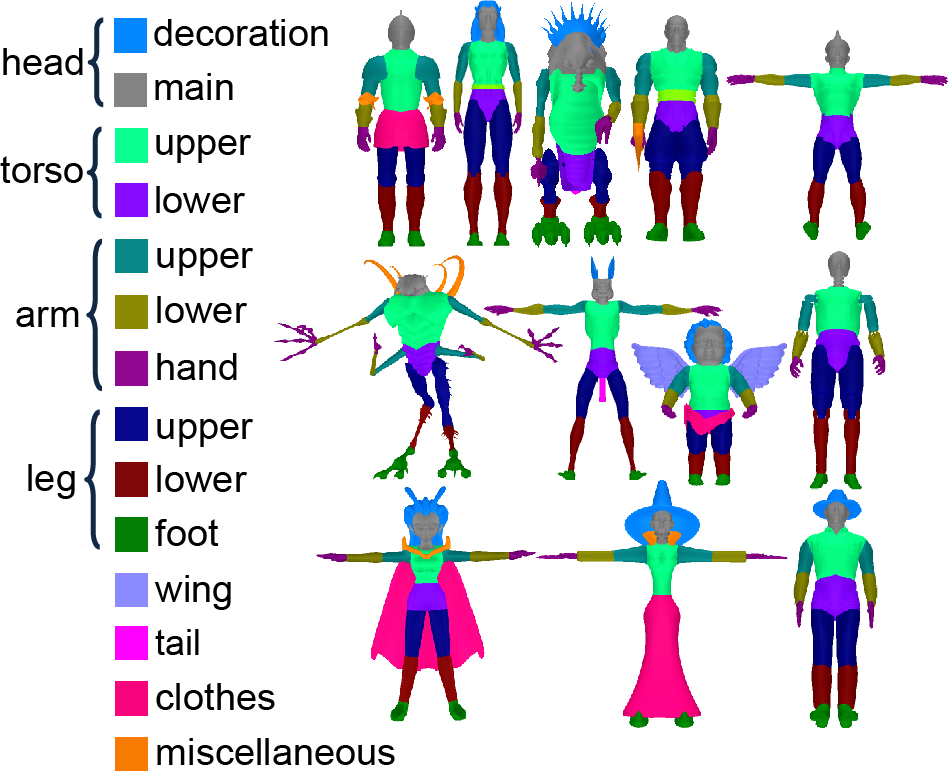 head
decoration
main
torso
upper
lower
arm
upper
lower
hand
leg
upper
lower
foot
wing
tail
clothes
miscellaneous